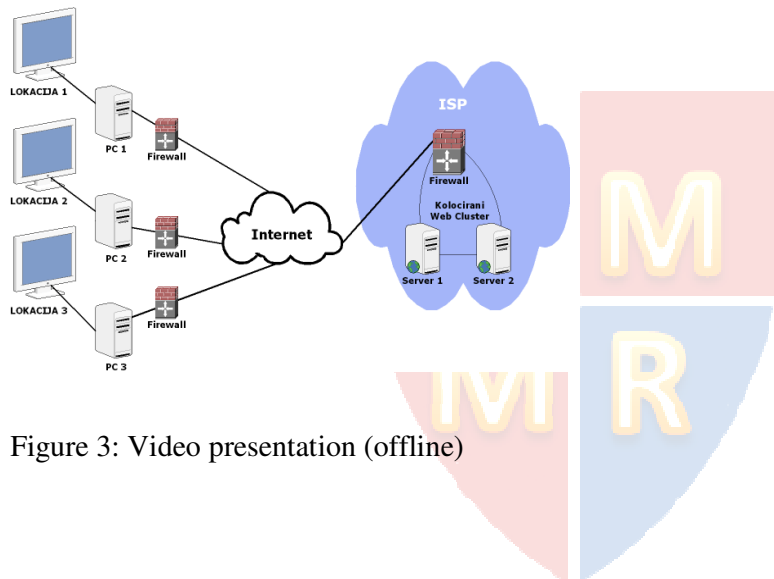 LOKACIJA 1
PC 1
Firewall
LOKACIJA 2
PC 2
Firewall
LOKACIJA 3
PC 3
Firewall
Internet
ISP
Firewall
Kolocirani
Web Cluster
Server 1
Server 2
M
M
R
Figure 3: Video presentation (offline)